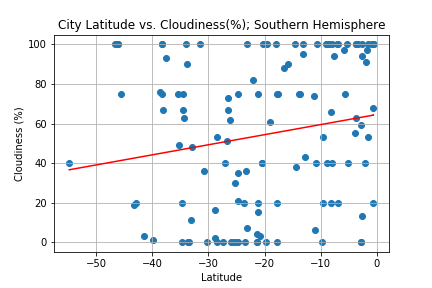 City Latitude vs. Cloudiness(%); Southern Hemisphere
Cloudiness (%)
100
80
60
40
20
0
−50 −40 −30 −20 −10 0
Latitude